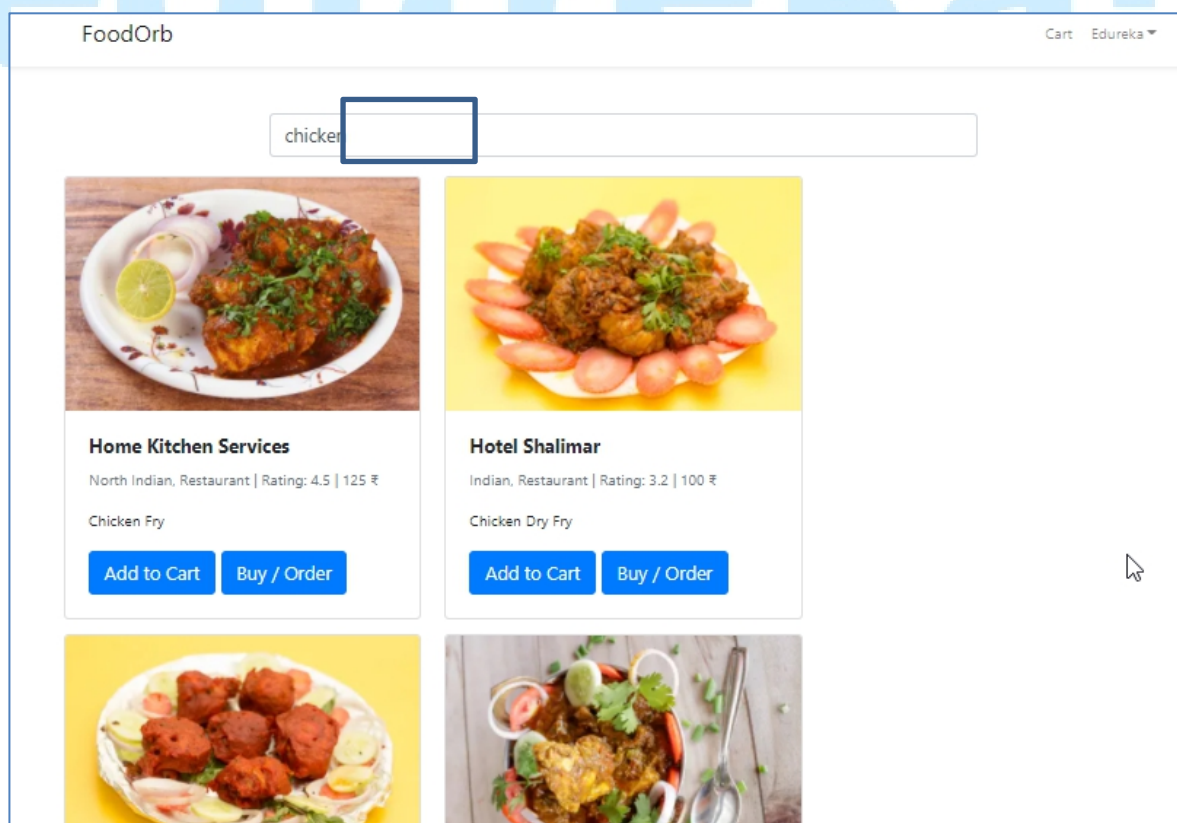 FoodOrb
Cart Edureka
chicken
Home Kitchen Services
North Indian, Restaurant | Rating: 4.5 | 125 ₹
Chicken Fry
Add to Cart Buy / Order
Hotel Shalimar
Indian, Restaurant | Rating: 3.2 | 100 ₹
Chicken Dry Fry
Add to Cart Buy / Order